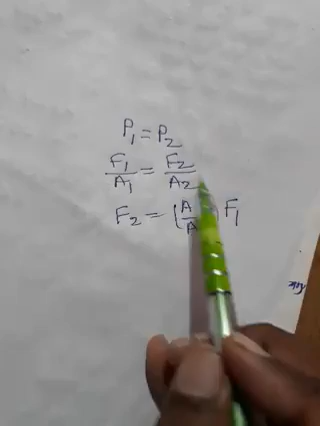 P₁ = P₂
F₁/A₁ = F₂/A₂
F₂ = (A/A F₁